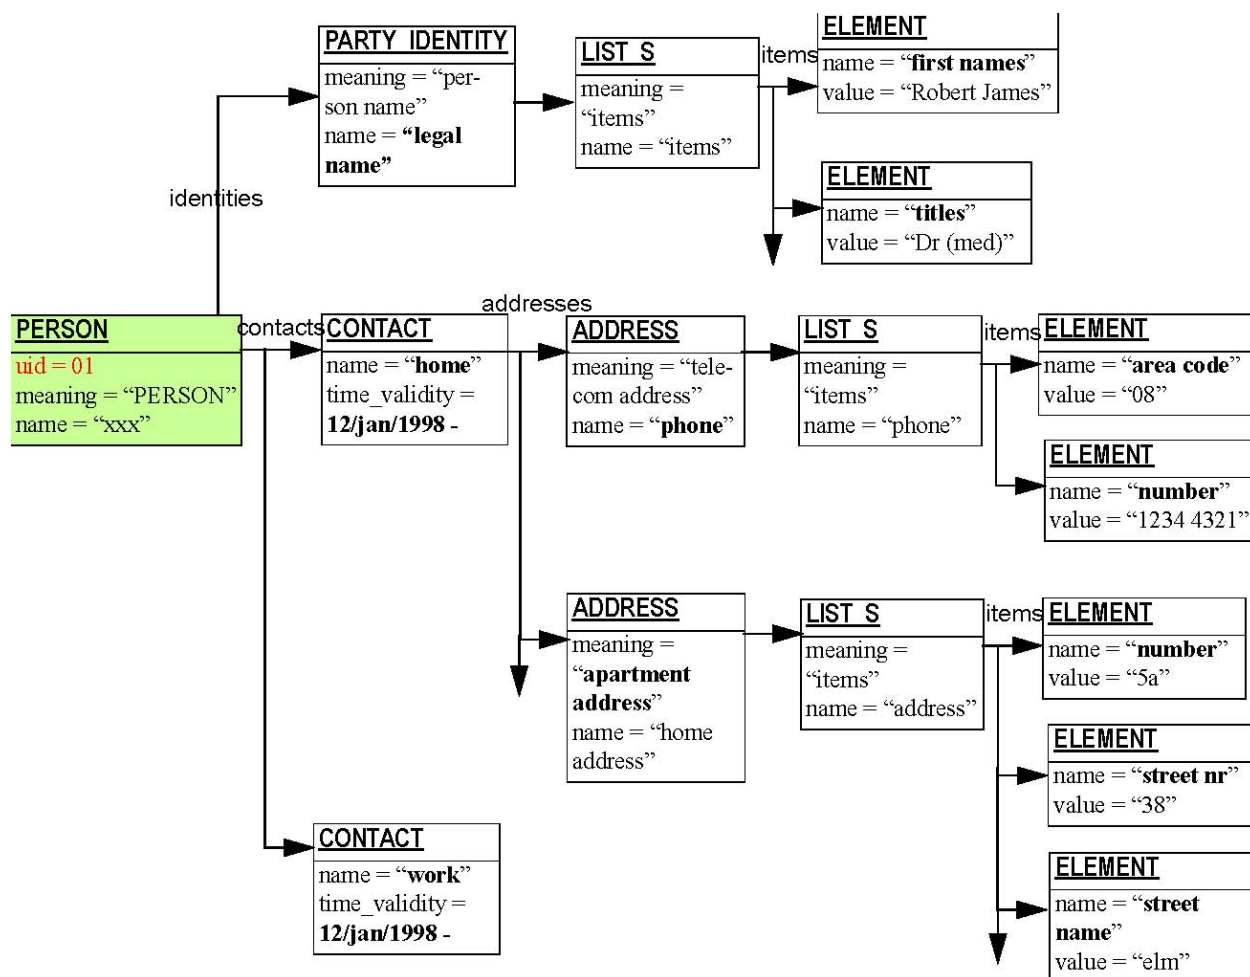 PARTY_IDENTITY
meaning = “per-
son name”
name = “legal
name”
LIST_S
meaning =
“items”
name = “items”
items
ELEMENT
name = “first names”
value = “Robert James”
ELEMENT
name = “titles”
value = “Dr (med)”
identities
PERSON
uid = 01
meaning = “PERSON”
name = “xxx”
contacts
CONTACT
name = “home”
time_validity =
12/jan/1998 -
addresses
ADDRESS
meaning = “tele-
com address”
name = “phone”
LIST_S
meaning =
“items”
name = “phone”
items
ELEMENT
name = “area code”
value = “08”
ELEMENT
name = “number”
value = “1234 4321”
ADDRESS
meaning =
“apartment
address”
name = “home
address”
LIST_S
meaning =
“items”
name = “address”
items
ELEMENT
name = “number”
value = “5a”
ELEMENT
name = “street nr”
value = “38”
ELEMENT
name = “street
name”
value = “elm”
CONTACT
name = “work”
time_validity =
12/jan/1998 -